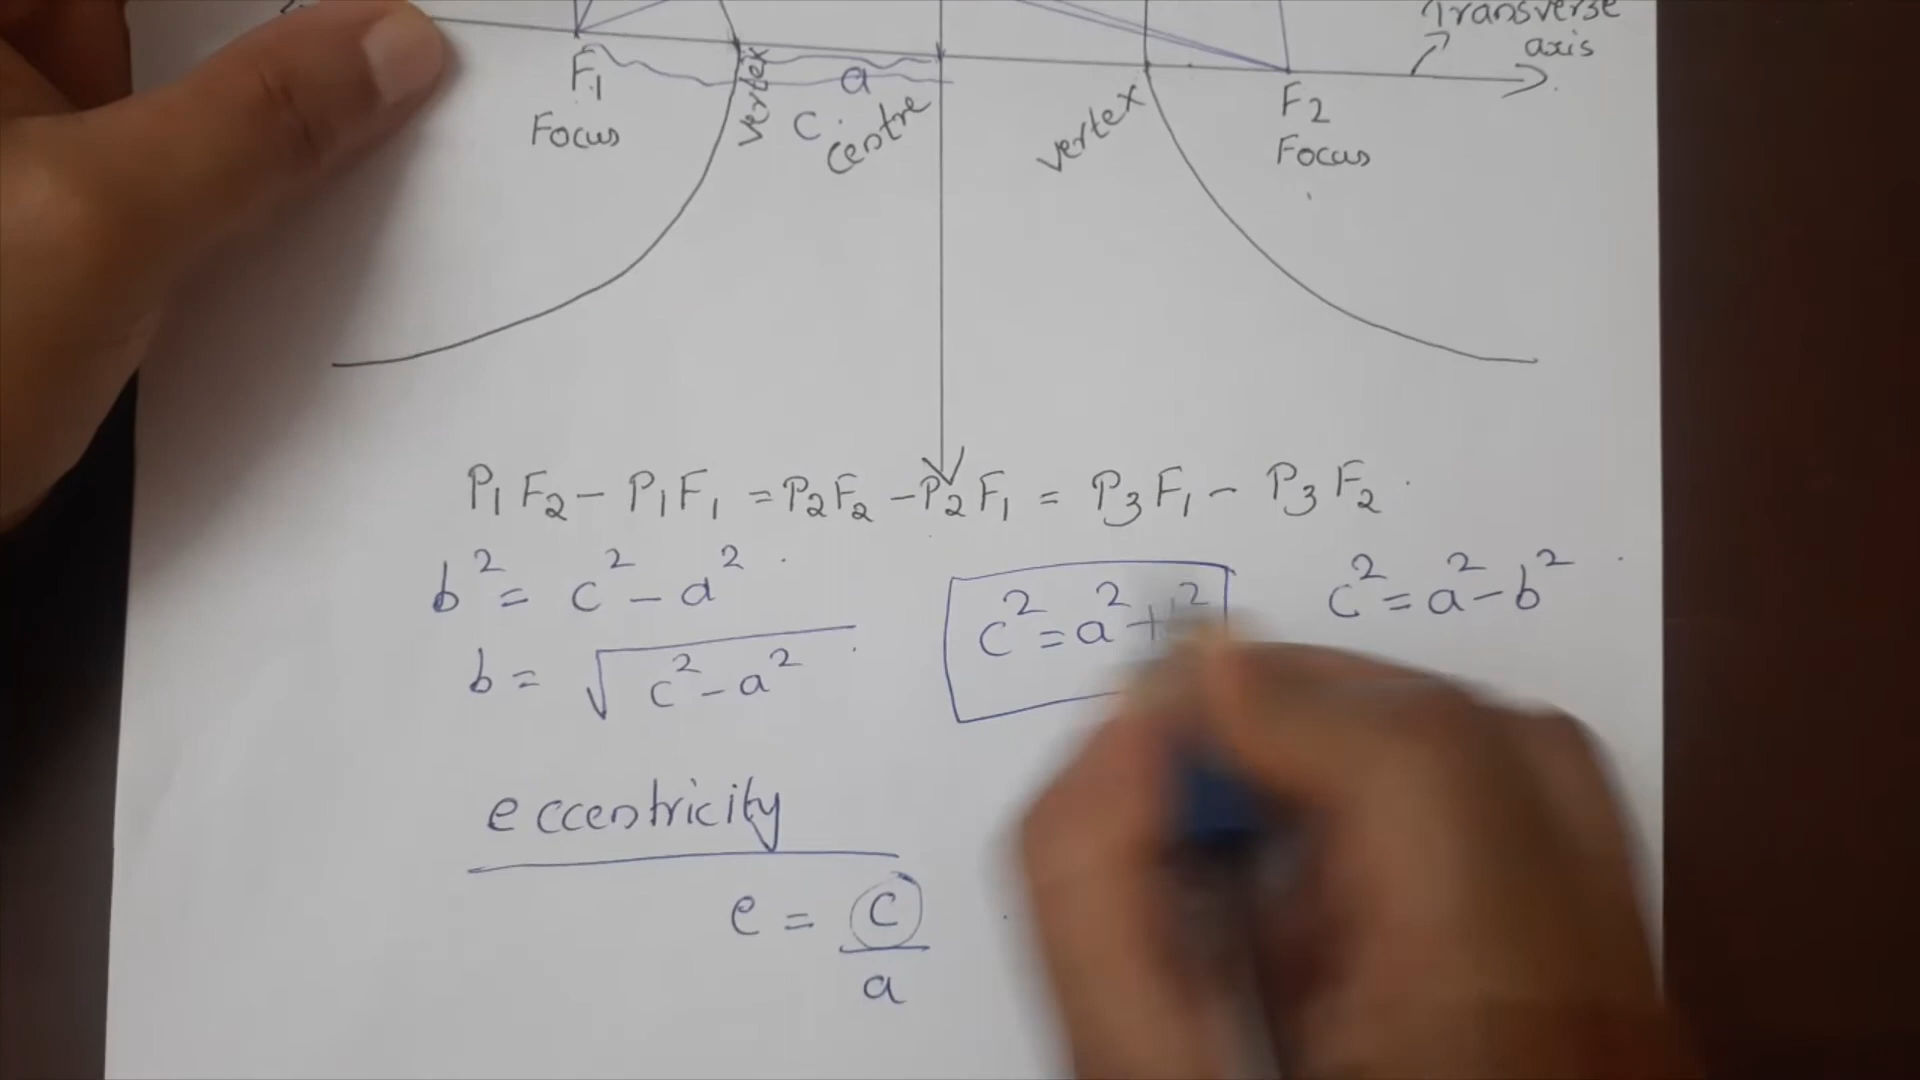 Transverse
axis
F₁
Focus
vertex
a
c
centre
vertex
F₂
Focus
P₁F₂ - P₁F₁ = P₂F₂ - P₂F₁ = P₃F₁ - P₃F₂
b² = c² - a²
c² = a² +
c² = a² - b²
b = √c² - a²
eccentricity
e = c/a